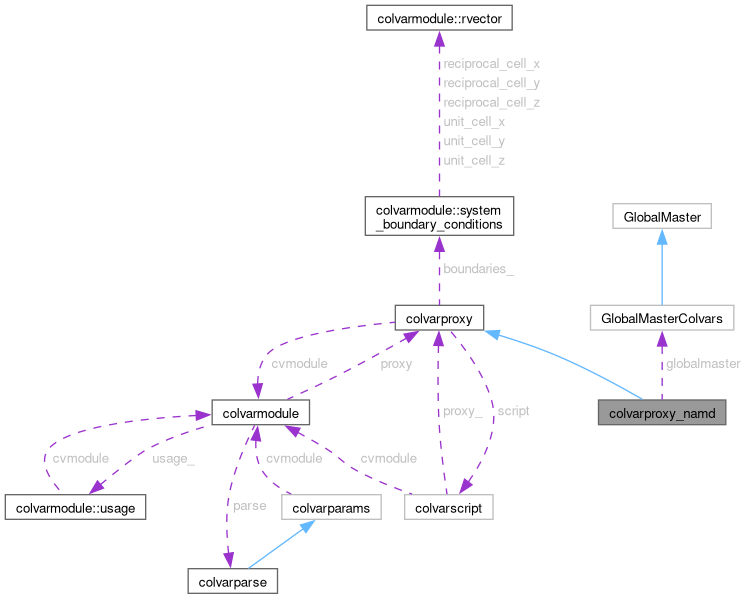 colvarmodule::rvector
reciprocal_cell_x
reciprocal_cell_y
reciprocal_cell_z
unit_cell_x
unit_cell_y
unit_cell_z
colvarmodule::system
_boundary_conditions
GlobalMaster
boundaries_
colvarproxy
GlobalMasterColvars
cvmodule
proxy
globalmaster
colvarmodule
proxy_
script
colvarproxy_namd
cvmodule
usage_
cvmodule
cvmodule
colvarmodule::usage
parse
colvarparams
colvarscript
colvarparse